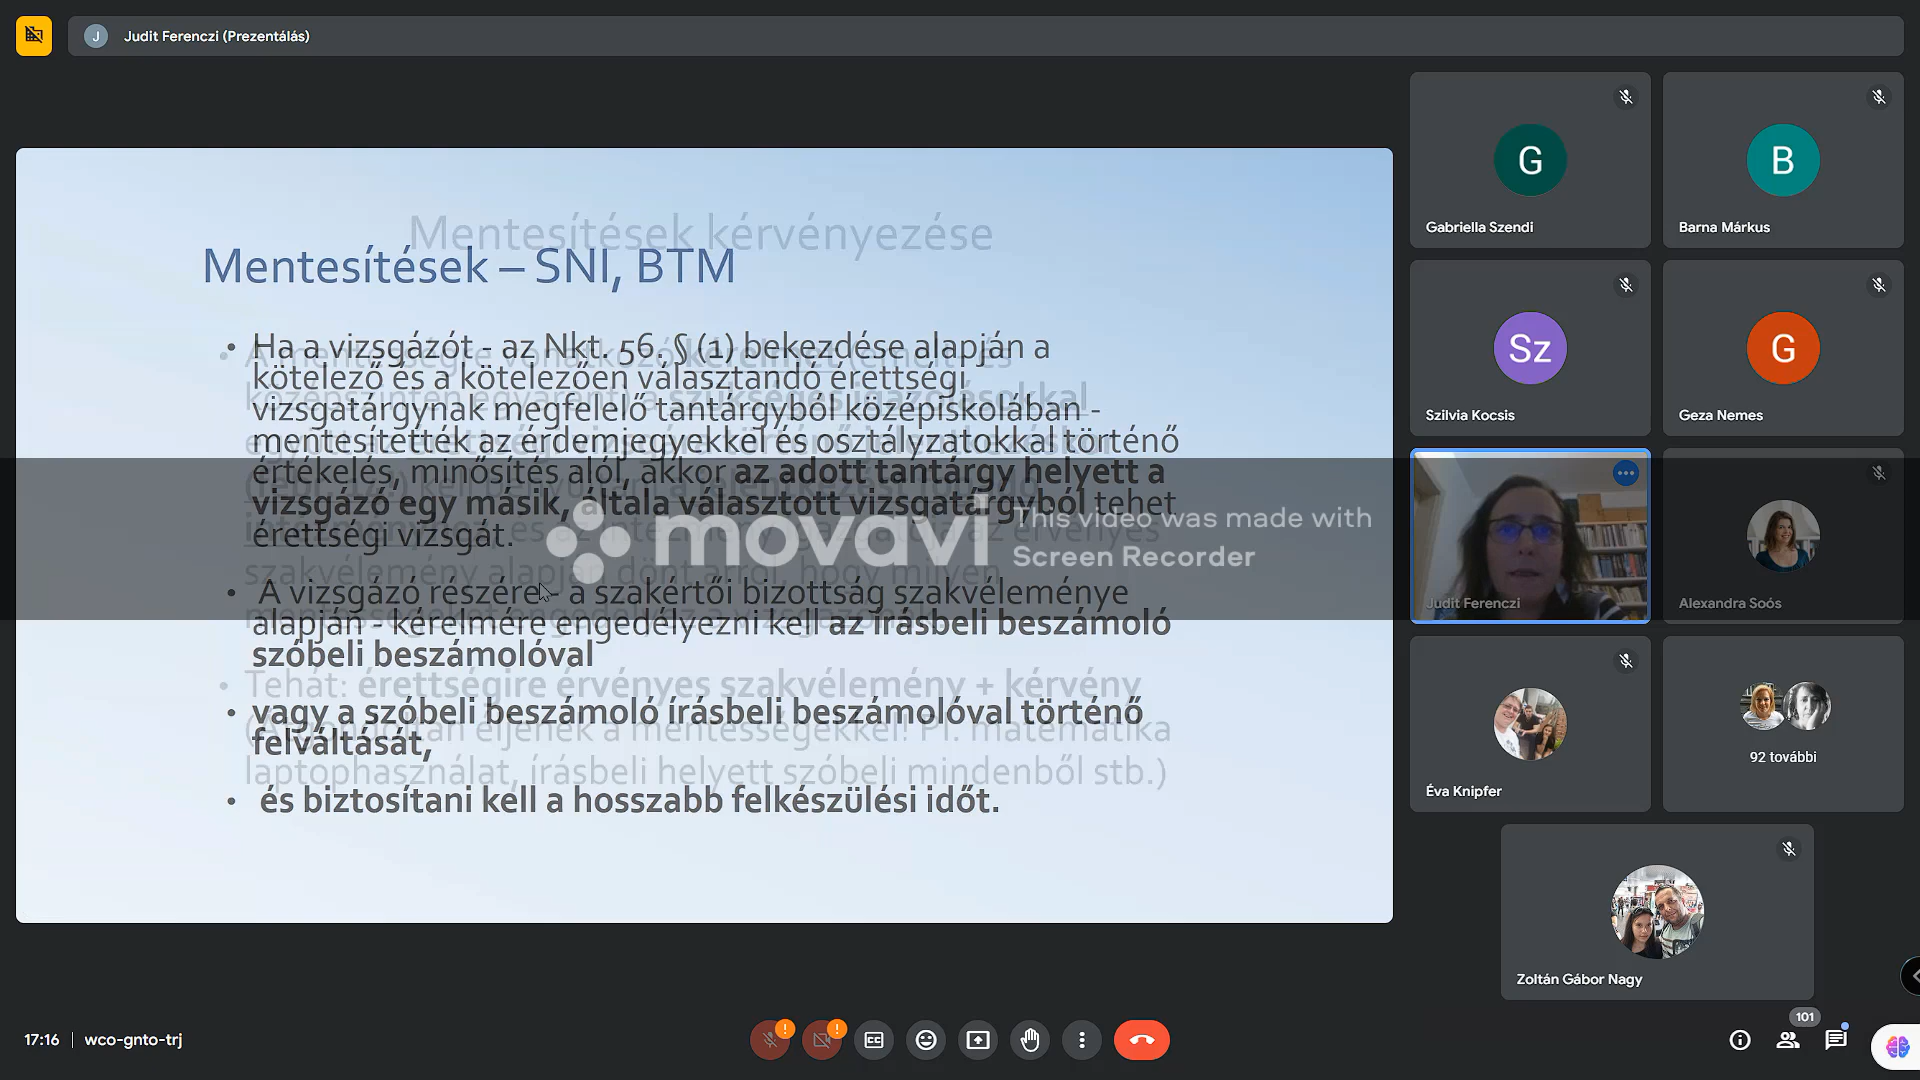 Judit Ferenczi (Prezentálás)
J
Mentesítések kérvényezése
Mentesítések – SNI, BTM
• Ha a vizsgázót - az Nkt. 56. § (1) bekezdése alapján a
kötelező és a kötelezően választandó érettségi
vizsgatárgynak megfelelő tantárgyból középiskolában -
mentesítették az érdemjegyekkel és osztályzatokkal történő
értékelés, minősítés alól, akkor az adott tantárgy helyett a
vizsgázó egy másik, általa választott vizsgatárgyból tehet
érettségi vizsgát.
• A vizsgázó részére - a szakértői bizottság szakvéleménye
alapján - kérelmére engedélyezni kell az írásbeli beszámoló
szóbeli beszámolóval
• Tehát: érettségire érvényes szakvélemény + kérvény
• vagy a szóbeli beszámoló írásbeli beszámolóval történő
felváltását,
éljenek a mentességekkel! Pl. matematika
laptophasználat, írásbeli helyett szóbeli mindenből stb.)
• és biztosítani kell a hosszabb felkészülési időt.
movavi
This video was made with
Screen Recorder
G
Gabriella Szendi
B
Barna Márkus
Sz
Szilvia Kocsis
G
Geza Nemes
Judit Ferenczi
Alexandra Soós
Éva Knipfer
92 további
Zoltán Gábor Nagy
17:16
wco-gnto-trj
101